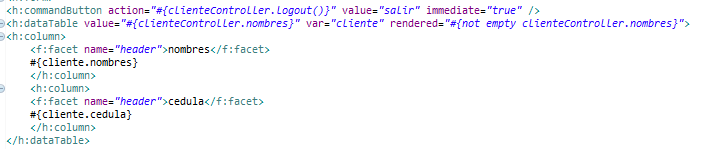 <h:commandButton action="#{clienteController.Logout()}" value="salir" immediate="true" />
<h:dataTable value="#{clienteController.nombres}" var="cliente" rendered="#{not empty clienteController.nombres}">
<h:column>
<f:facet name="header">nombres</f:facet>
#{cliente.nombres}
</h:column>
<h:column>
<f:facet name="header">cedula</f:facet>
#{cliente.cedula}
</h:column>
</h:dataTable>